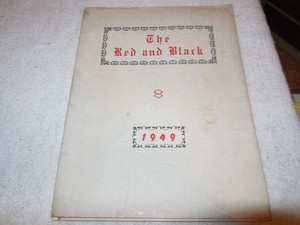 The
Red and Black
1949